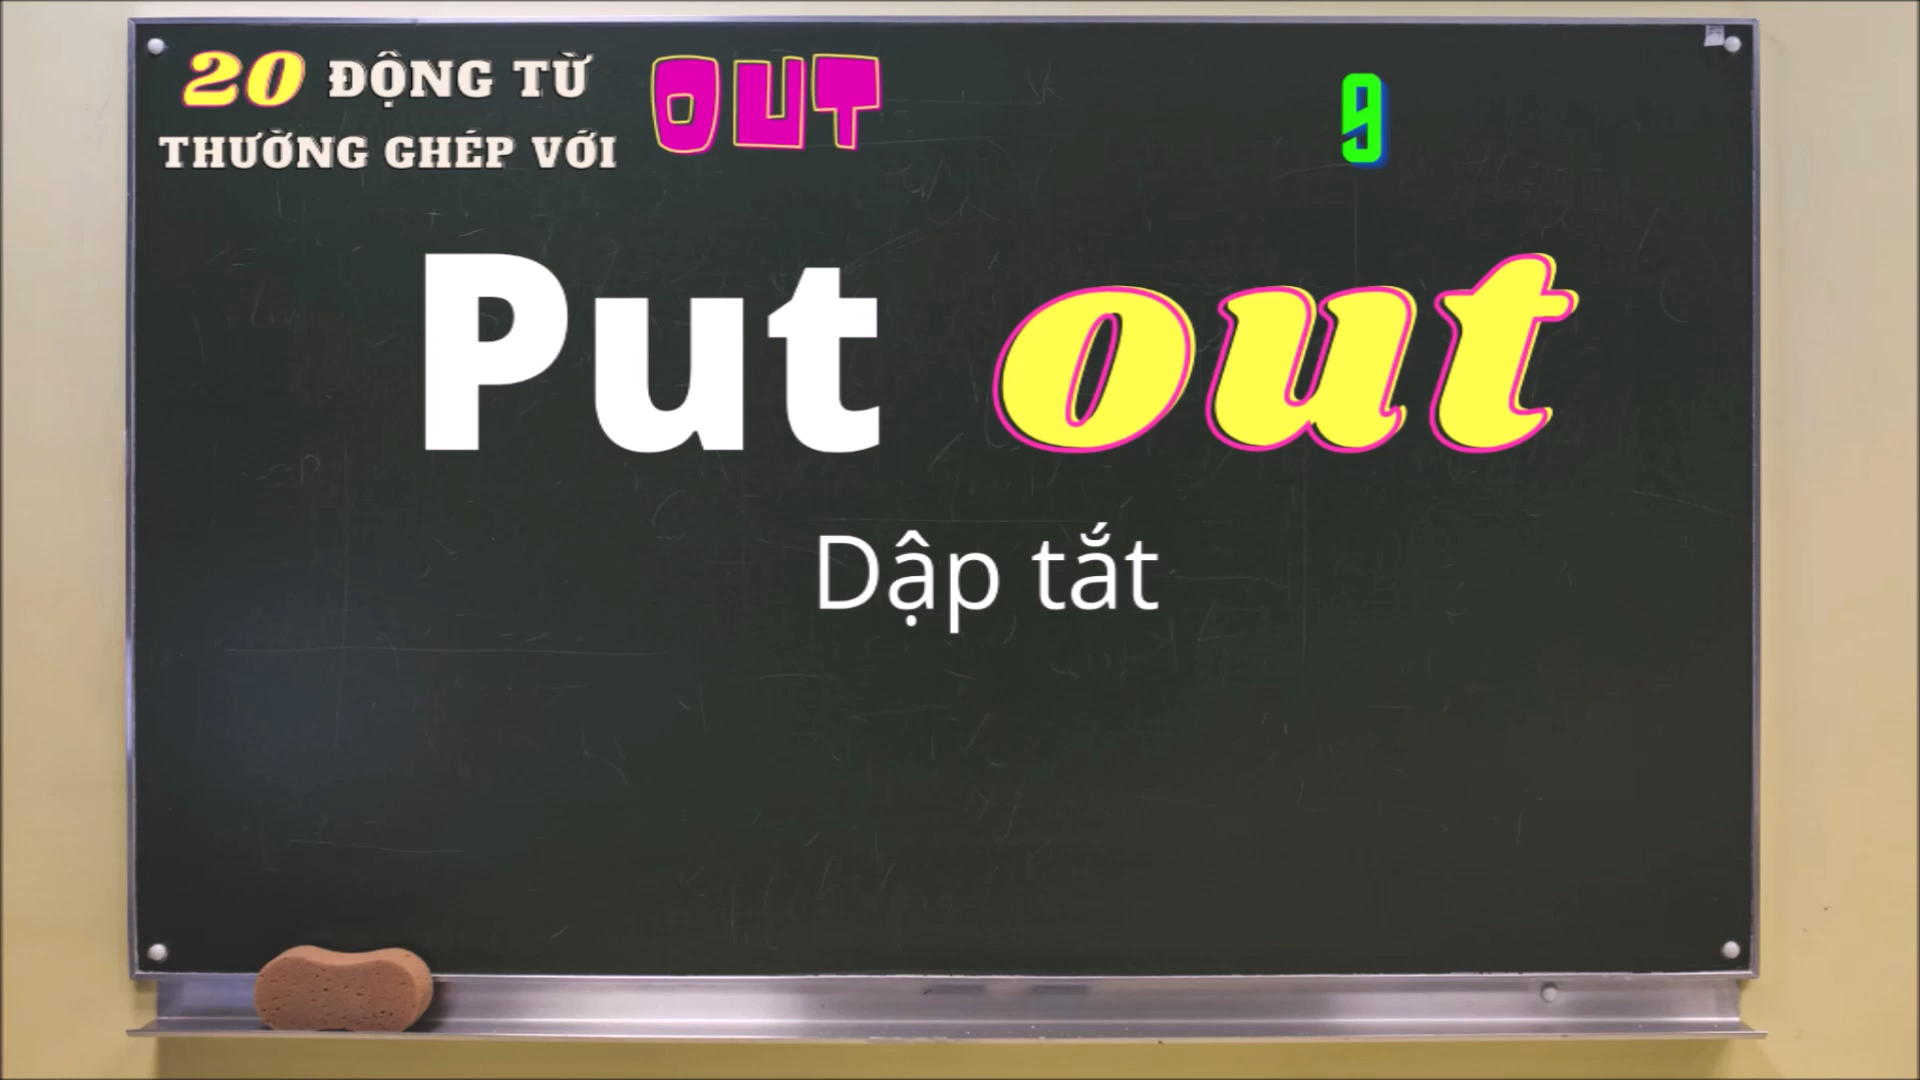 20 ĐỘNG TỪ OUT
THƯỜNG GHÉP VỚI
9
Put out
Dập tắt